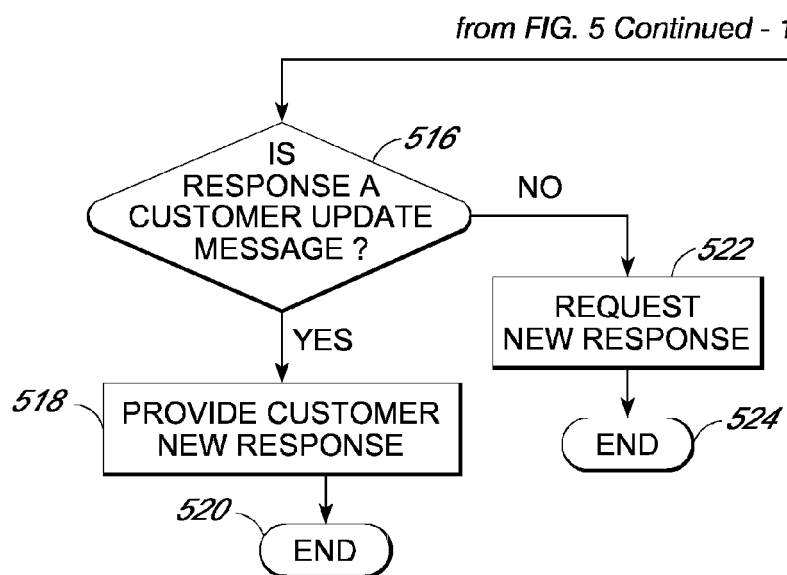 from FIG. 5 Continued - 1
516
IS
RESPONSE A
CUSTOMER UPDATE
MESSAGE ?
NO
522
REQUEST
NEW RESPONSE
YES
518
PROVIDE CUSTOMER
NEW RESPONSE
END
524
520
END